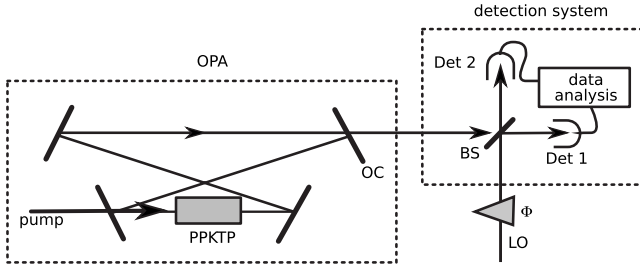 detection system
OPA
Det 2
data
analysis
BS
Det 1
OC
pump
PPKTP
Φ
LO